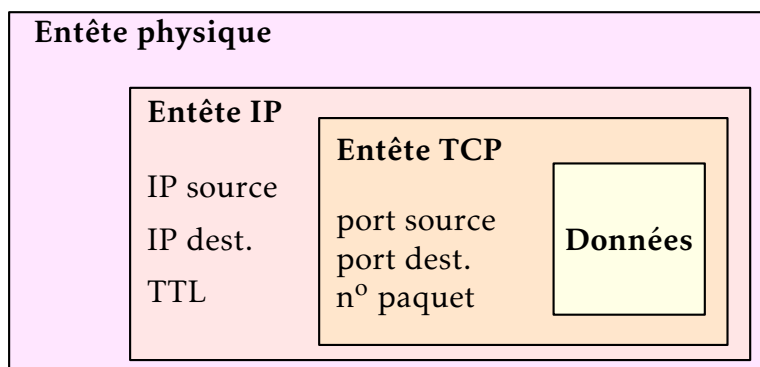 Entête physique
Entête IP
IP source
IP dest.
TTL
Entête TCP
port source
port dest.
nº paquet
Données